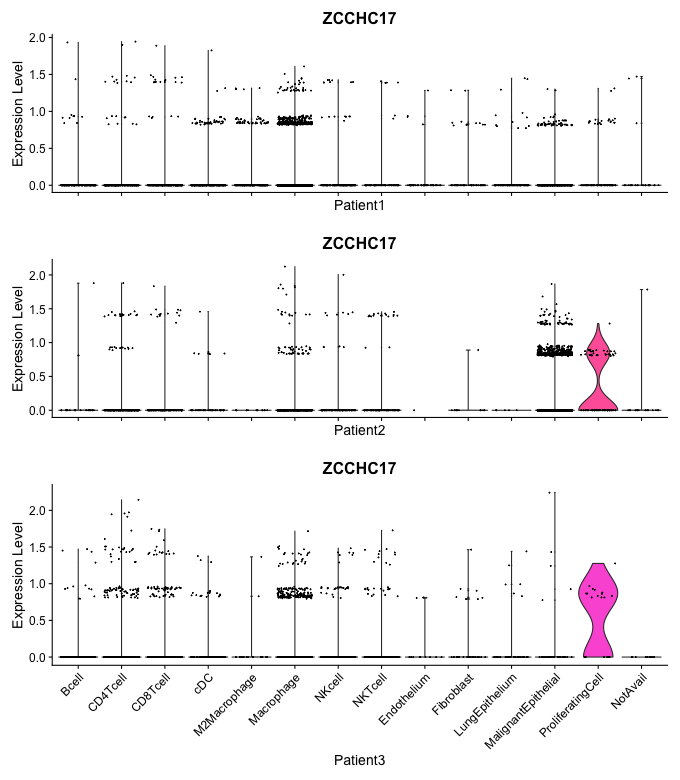 ZCCHC17
Expression Level
2.0
1.5
1.0
0.5
0.0
Patient1
ZCCHC17
Expression Level
2.0
1.5
1.0
0.5
0.0
Patient2
ZCCHC17
Expression Level
2.0
1.5
1.0
0.5
0.0
Bcell
CD4Tcell
CD8Tcell
cDC
M2Macrophage
Macrophage
NKcell
NKTcell
Endothelium
Fibroblast
LungEpithelium
MalignantEpithelial
ProliferatingCell
NotAvail
Patient3